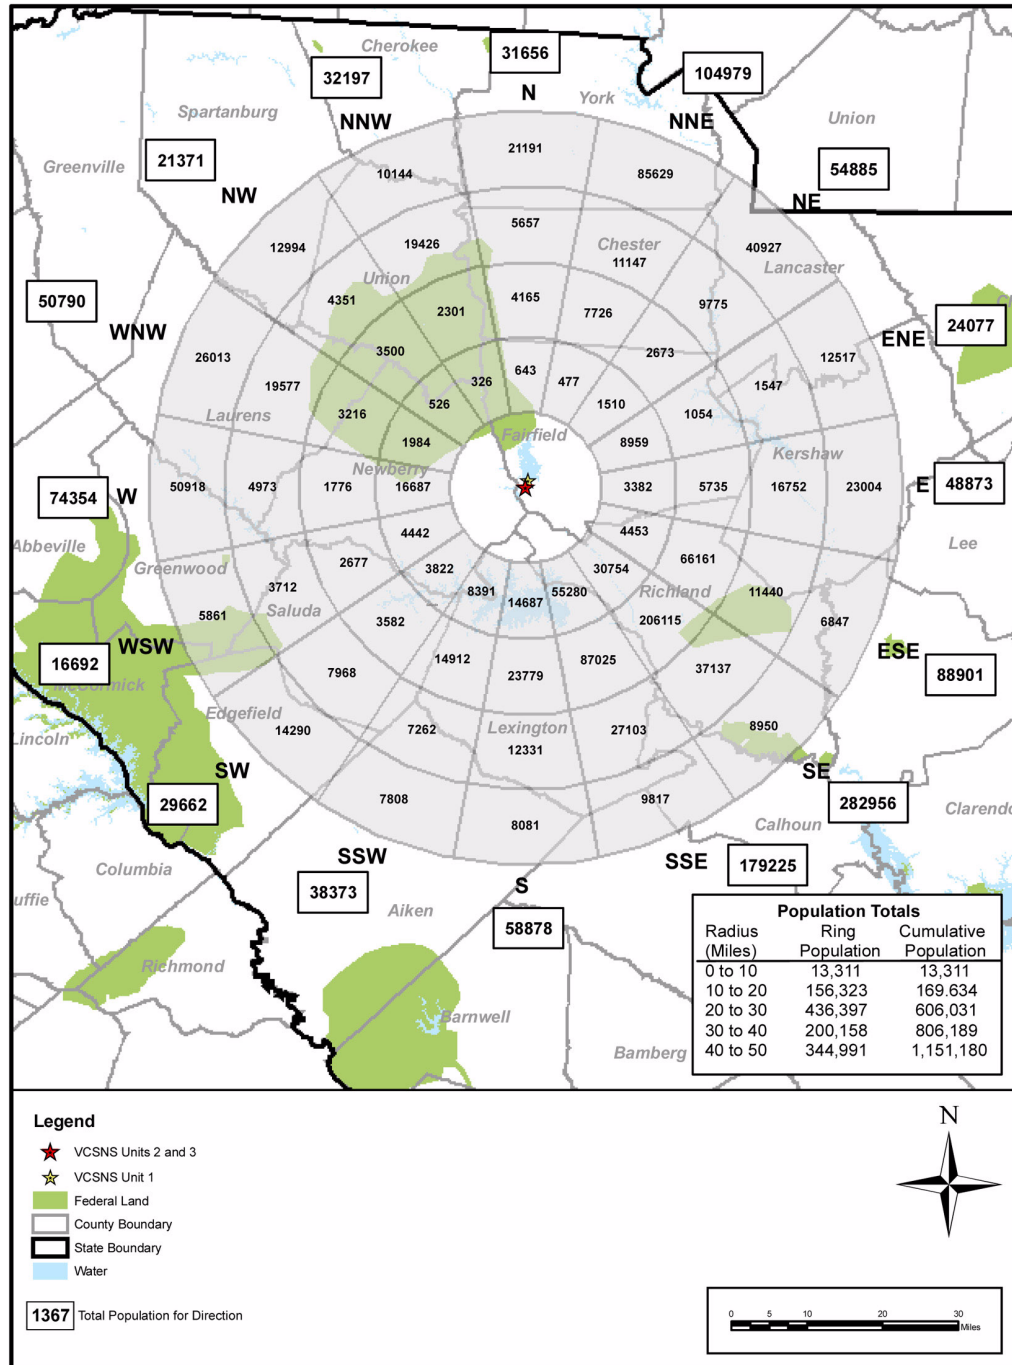 Cherokee
31656
32197
104979
N
York
Spartanburg
NNW
NNE
Union
21371
Greenville
54885
21191
10144
85629
NW
NE
5657
19426
Chester
11147
12994
40927
Lancaster
Union
50790
4351
4165
2301
7726
9775
24077
WNW
ENE
3500
2673
26013
12517
643
326
477
19577
1547
526
1510
3216
1054
Laurens
1984
Fairfield
8959
Kershaw
Newberry
50918
4973
1776
16687
3382
5735
16752
23004
E
48873
74354
W
4442
4453
Lee
Abbeville
2677
66161
Greenwood
3822
30754
3712
8391
14687
55280
Richland
11440
Saluda
5861
3582
206115
6847
WSW
ESE
16692
14912
87025
37137
88901
7968
23779
McCormick
Edgefield
Lincoln
14290
7262
Lexington
27103
8950
12331
SW
SE
29662
7808
9817
282956
8081
Calhoun
Clarendo
SSW
SSE
Columbia
179225
S
uffie
38373
Aiken
58878
Richmond
Barnwell
Bamberg
Population Totals
Radius Ring Cumulative
(Miles) Population Population
0 to 10 13,311 13,311
10 to 20 156,323 169.634
20 to 30 436,397 606,031
30 to 40 200,158 806,189
40 to 50 344,991 1,151,180
Legend
VCSNS Units 2 and 3
VCSNS Unit 1
Federal Land
County Boundary
State Boundary
Water
1367 Total Population for Direction
N
0 5 10 20 30
Miles